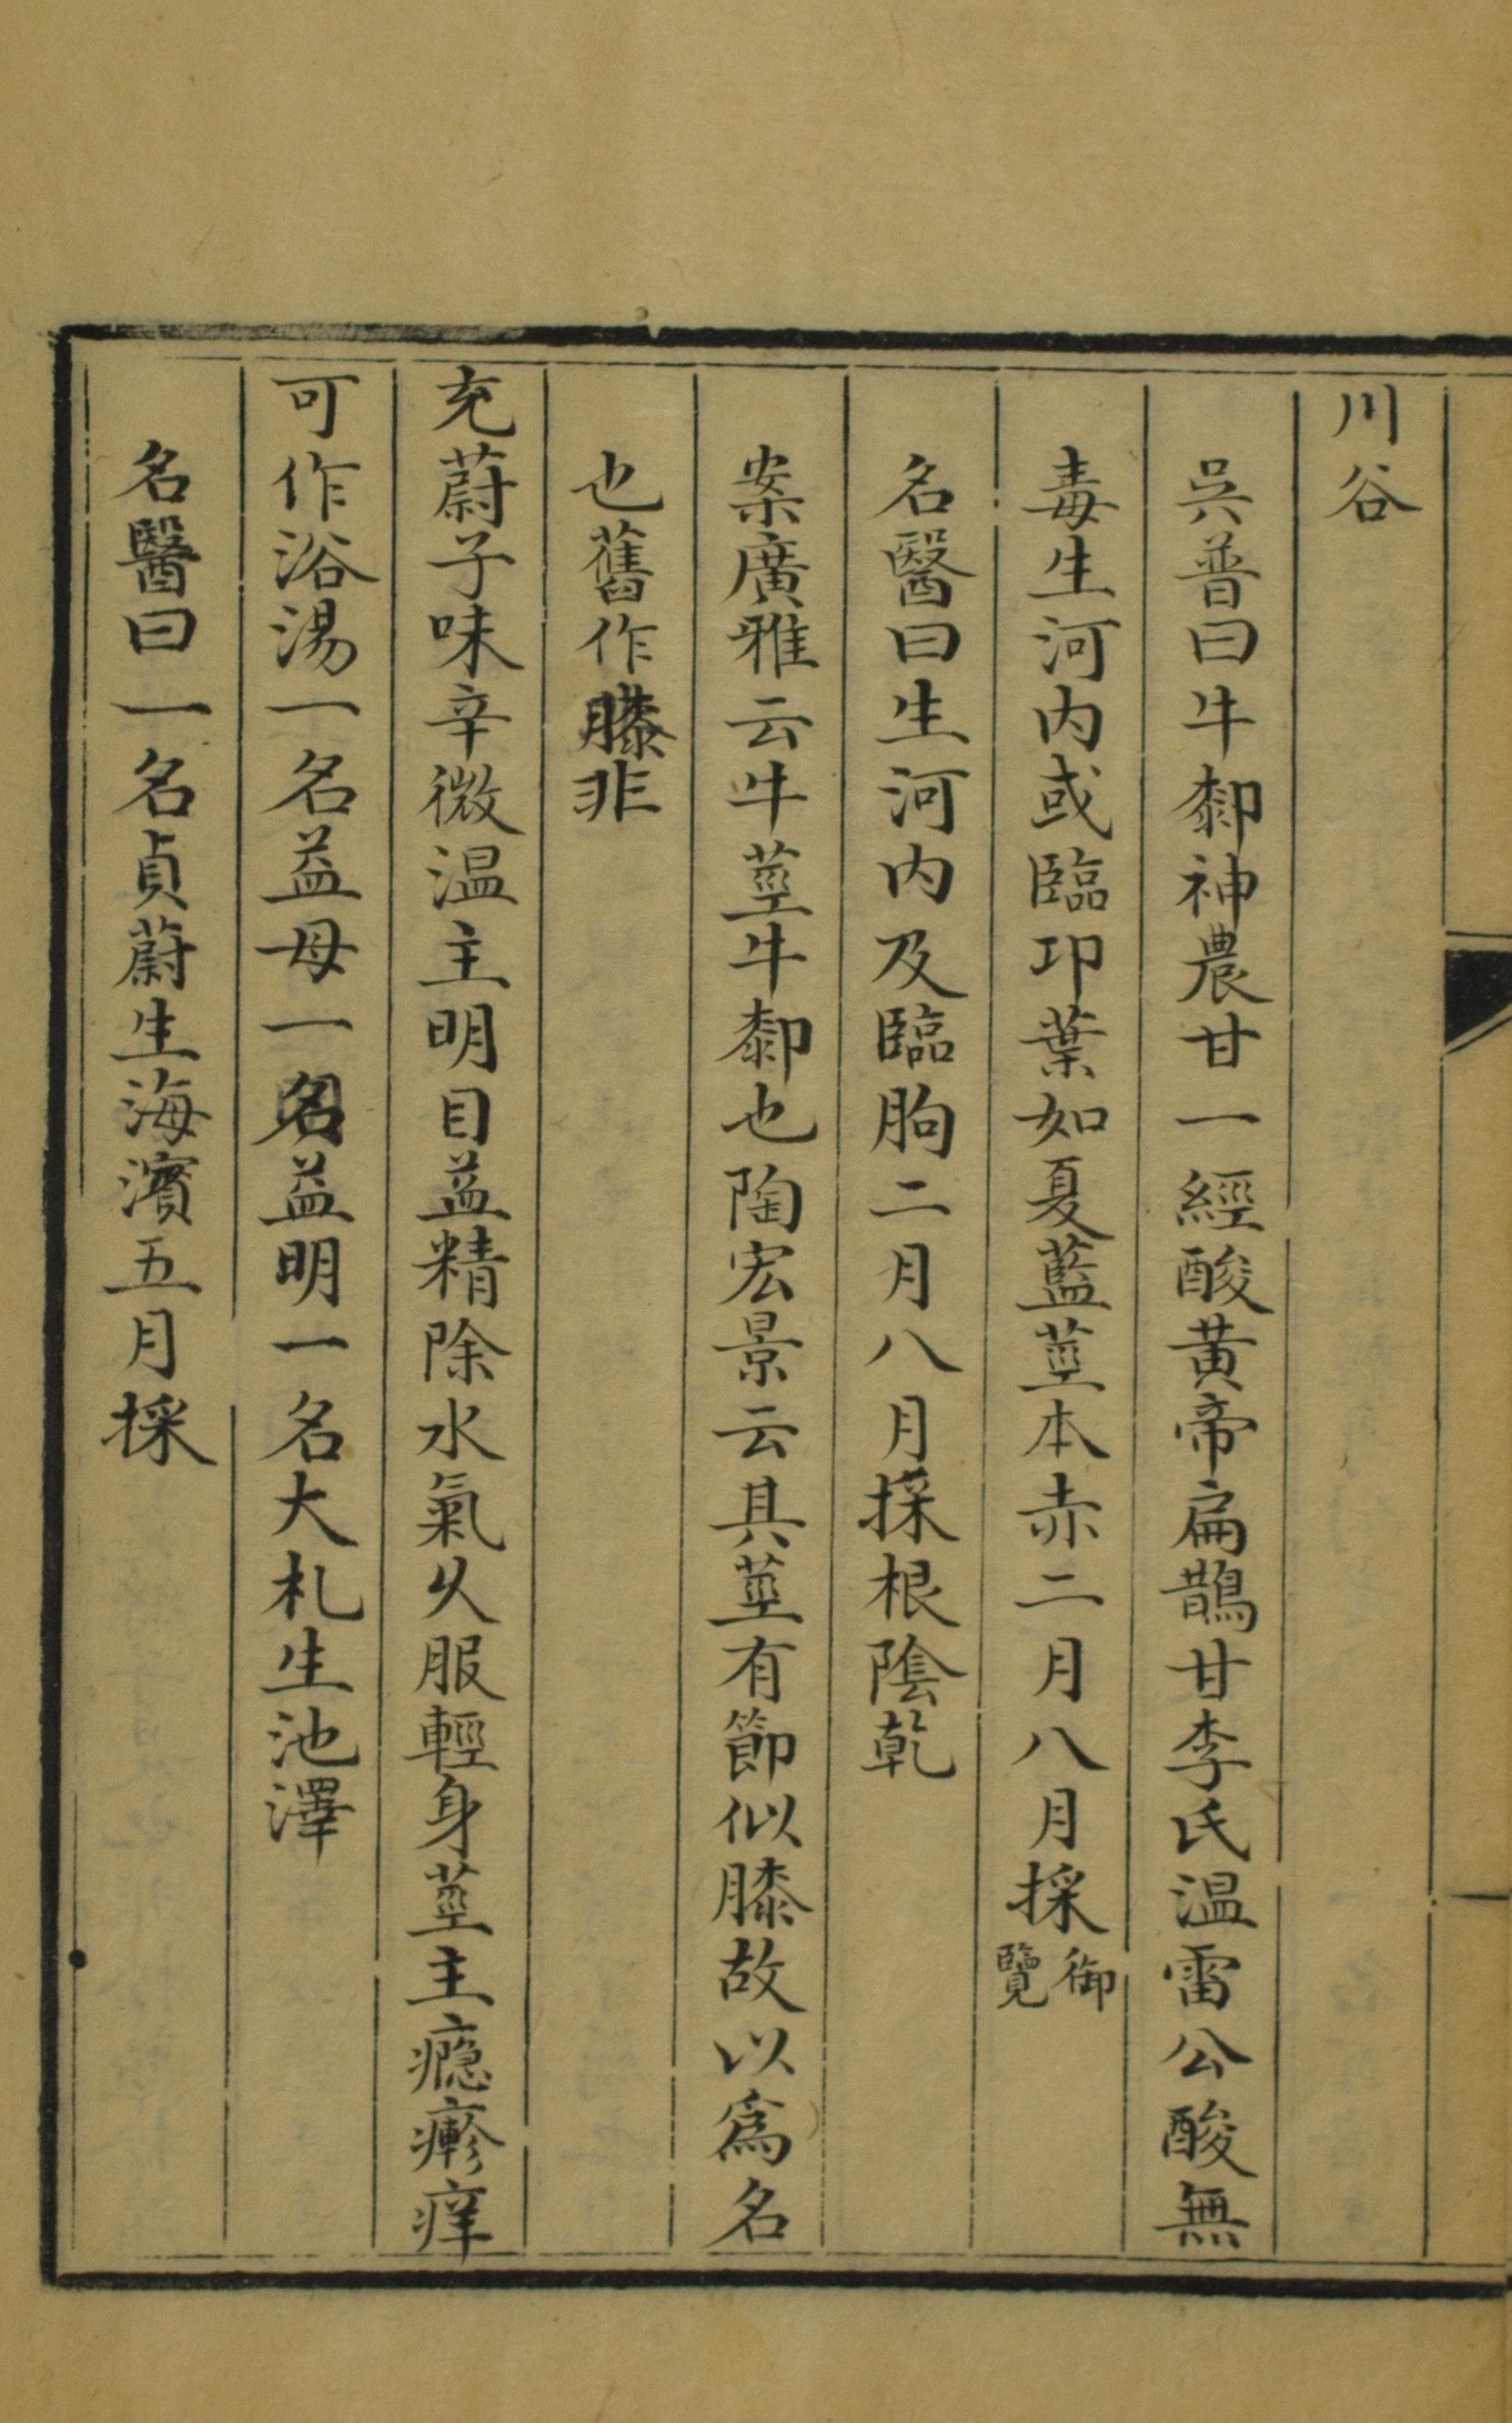 川谷
吳普曰牛厀神農甘一經酸黃帝扁鵲甘李氏温雷公酸無
毒生河内或臨卭葉如夏藍莖本赤二月八月採御覽
名醫曰生河内及臨朐二月八月採根陰乾
案廣雅云牛莖牛厀也陶宏景云其莖有節似膝故以爲名
也舊作膝非
充蔚子味辛微温主明目益精除水氣久服輕身莖主癮瘮痒
可作浴湯一名益母一名益明一名大札生池澤
名醫曰一名貞蔚生海濱五月採